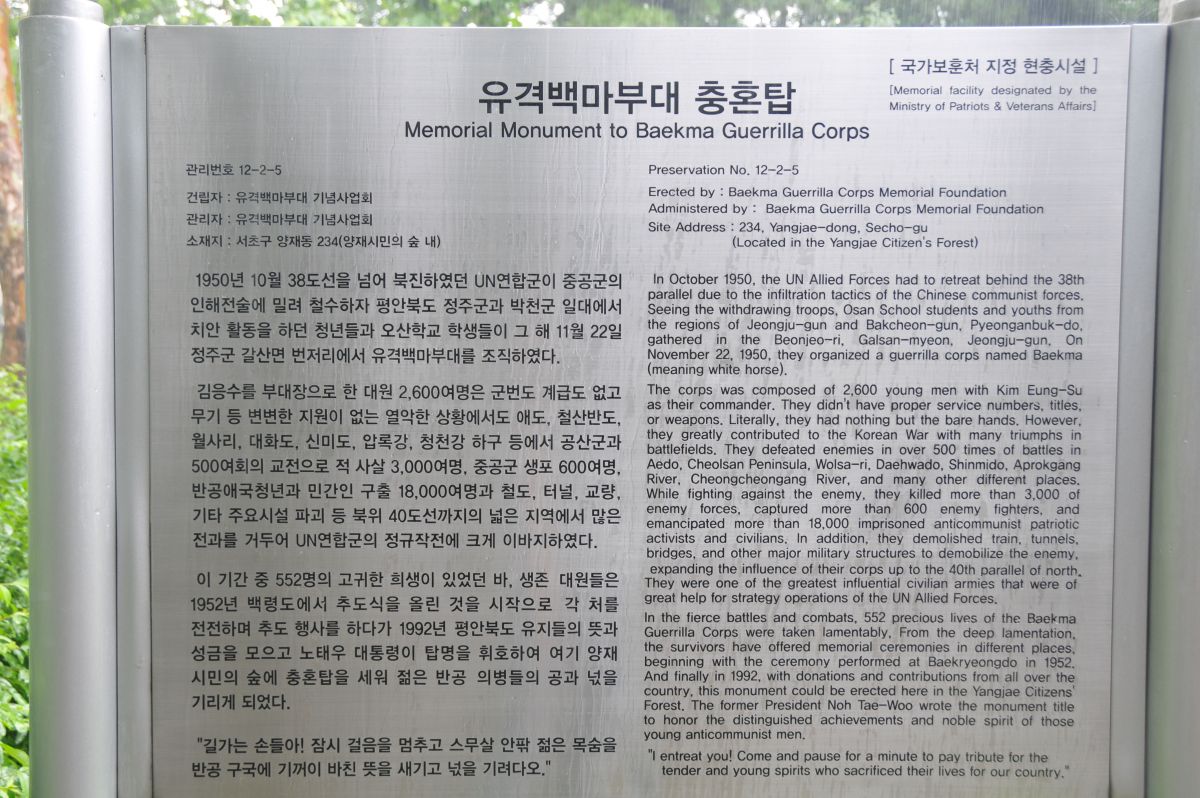 [ 국가보훈처 지정 현충시설 ]
[Memorial facility designated by the
Ministry of Patriots & Veterans Affairs]
유격백마부대 충혼탑
Memorial Monument to Baekma Guerrilla Corps
관리번호 12-2-5
건립자 : 유격백마부대 기념사업회
관리자 : 유격백마부대 기념사업회
소재지 : 서초구 양재동 234(양재시민의 숲 내)
1950년 10월 38도선을 넘어 북진하였던 UN연합군이 중공군의
인해전술에 밀려 철수하자 평안북도 정주군과 박천군 일대에서
치안 활동을 하던 청년들과 오산학교 학생들이 그 해 11월 22일
정주군 갈산면 번저리에서 유격백마부대를 조직하였다.
김응수를 부대장으로 한 대원 2,600여명은 군번도 계급도 없고
무기 등 변변한 지원이 없는 열악한 상황에서도 애도, 철산반도,
월사리, 대화도, 신미도, 압록강, 청천강 하구 등에서 공산군과
500여회의 교전으로 적 사살 3,000여명, 중공군 생포 600여명,
반공애국청년과 민간인 구출 18,000여명과 철도, 터널, 교량,
기타 주요시설 파괴 등 북위 40도선까지의 넓은 지역에서 많은
전과를 거두어 UN연합군의 정규작전에 크게 이바지하였다.
이 기간 중 552명의 고귀한 희생이 있었던 바, 생존 대원들은
1952년 백령도에서 추도식을 올린 것을 시작으로 각 처를
전전하며 추도 행사를 하다가 1992년 평안북도 유지들의 뜻과
성금을 모으고 노태우 대통령이 탑명을 휘호하여 여기 양재
시민의 숲에 충혼탑을 세워 젊은 반공 의병들의 공과 넋을
기리게 되었다.
"길가는 손들아! 잠시 걸음을 멈추고 스무살 안팎 젊은 목숨을
반공 구국에 기꺼이 바친 뜻을 새기고 넋을 기려다오."
Preservation No. 12-2-5
Erected by : Baekma Guerrilla Corps Memorial Foundation
Administered by : Baekma Guerrilla Corps Memorial Foundation
Site Address : 234, Yangjae-dong, Secho-gu
(Located in the Yangjae Citizen's Forest)
In October 1950, the UN Allied Forces had to retreat behind the 38th
parallel due to the infiltration tactics of the Chinese communist forces.
Seeing the withdrawing troops, Osan School students and youths from
the regions of Jeongju-gun and Bakcheon-gun, Pyeonganbuk-do,
gathered in the Beonjeo-ri, Galsan-myeon, Jeongju-gun. On
November 22, 1950, they organized a guerrilla corps named Baekma
(meaning white horse).
The corps was composed of 2,600 young men with Kim Eung-Su
as their commander. They didn't have proper service numbers, titles,
or weapons. Literally, they had nothing but the bare hands. However,
they greatly contributed to the Korean War with many triumphs in
battlefields. They defeated enemies in over 500 times of battles in
Aedo, Cheolsan Peninsula, Wolsa-ri, Daehwado, Shinmido, Aprokgang
River, Cheongcheongang River, and many other different places.
While fighting against the enemy, they killed more than 3,000 of
enemy forces, captured more than 600 enemy fighters, and
emancipated more than 18,000 imprisoned anticommunist patriotic
activists and civilians. In addition, they demolished train, tunnels,
bridges, and other major military structures to demobilize the enemy,
expanding the influence of their corps up to the 40th parallel of north.
They were one of the greatest influential civilian armies that were of
great help for strategy operations of the UN Allied Forces.
In the fierce battles and combats, 552 precious lives of the Baekma
Guerrilla Corps were taken lamentably. From the deep lamentation,
the survivors have offered memorial ceremonies in different places,
beginning with the ceremony performed at Baekryeongdo in 1952.
And finally in 1992, with donations and contributions from all over the
country, this monument could be erected here in the Yangjae Citizens'
Forest. The former President Noh Tae-Woo wrote the monument title
to honor the distinguished achievements and noble spirit of those
young anticommunist men.
"I entreat you! Come and pause for a minute to pay tribute for the
tender and young spirits who sacrificed their lives for our country."